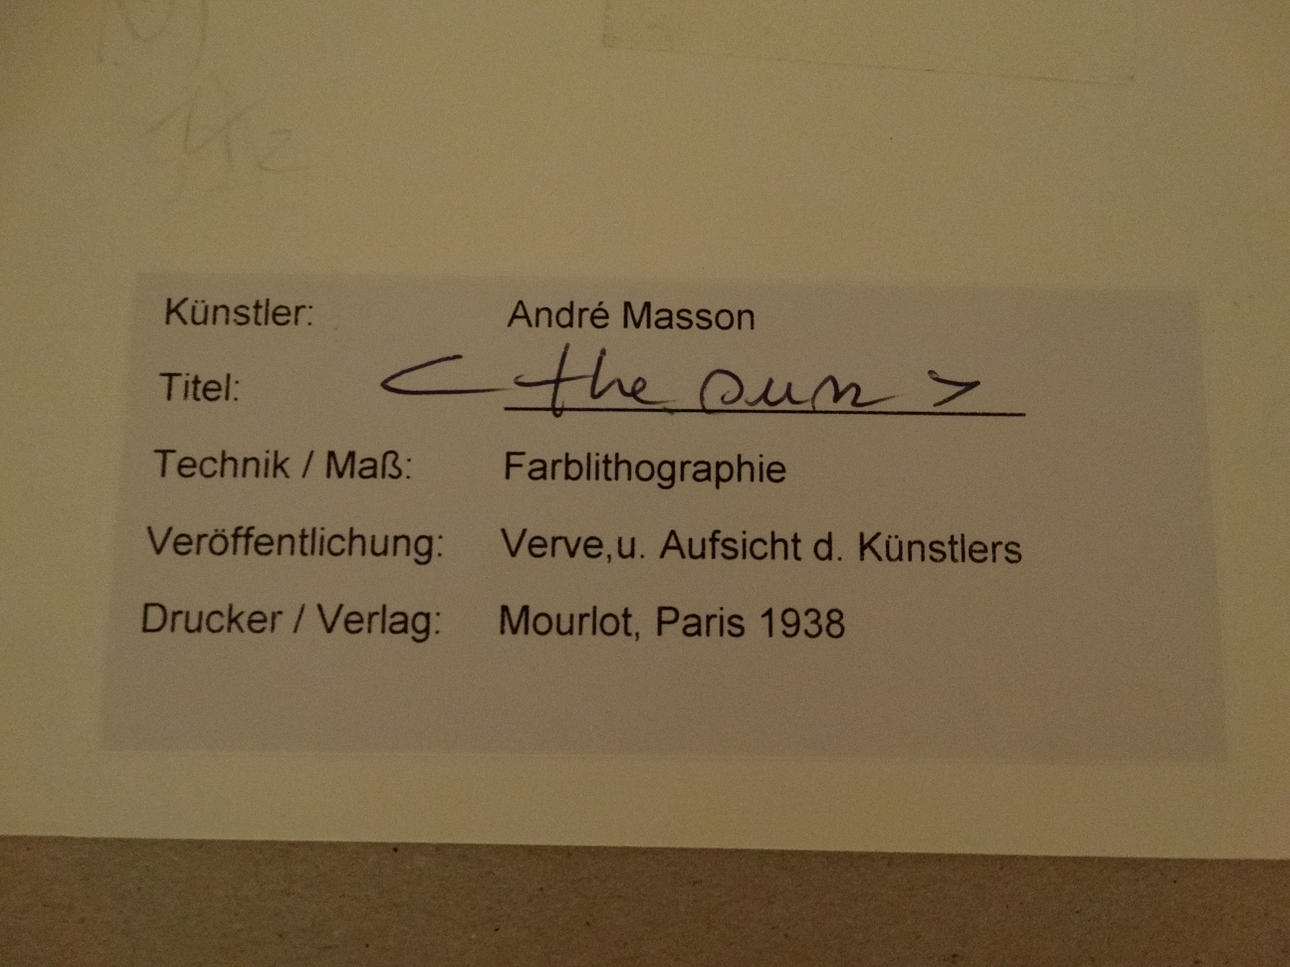 Künstler: André Masson
Titel: < the sun >
Technik / Maß: Farblithographie
Veröffentlichung: Verve,u. Aufsicht d. Künstlers
Drucker / Verlag: Mourlot, Paris 1938